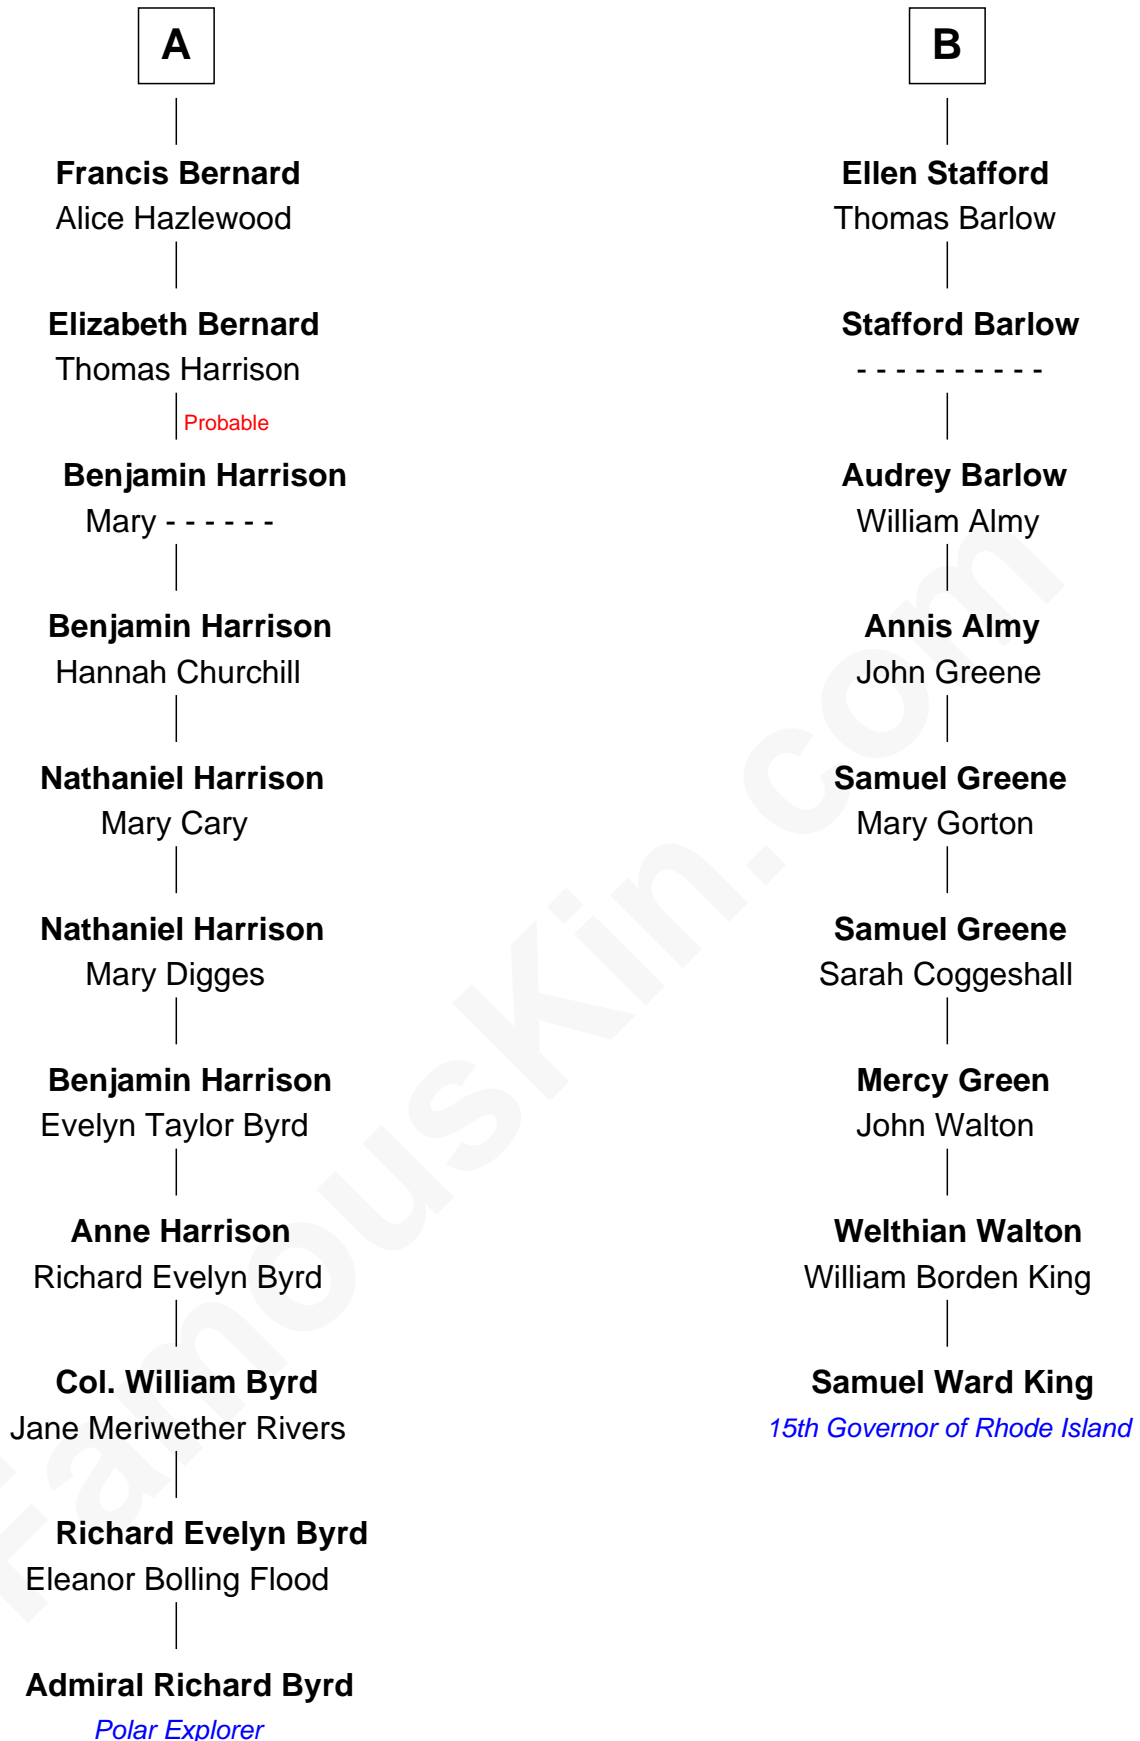 A
Francis Bernard
Alice Hazlewood
Elizabeth Bernard
Thomas Harrison
Probable
Benjamin Harrison
Mary - - - - - -
Benjamin Harrison
Hannah Churchill
Nathaniel Harrison
Mary Cary
Nathaniel Harrison
Mary Digges
Benjamin Harrison
Evelyn Taylor Byrd
Anne Harrison
Richard Evelyn Byrd
Col. William Byrd
Jane Meriwether Rivers
Richard Evelyn Byrd
Eleanor Bolling Flood
Admiral Richard Byrd
Polar Explorer
B
Ellen Stafford
Thomas Barlow
Stafford Barlow
- - - - - - - - - -
Audrey Barlow
William Almy
Annis Almy
John Greene
Samuel Greene
Mary Gorton
Samuel Greene
Sarah Coggeshall
Mercy Green
John Walton
Welthian Walton
William Borden King
Samuel Ward King
15th Governor of Rhode Island
FamousKin.com